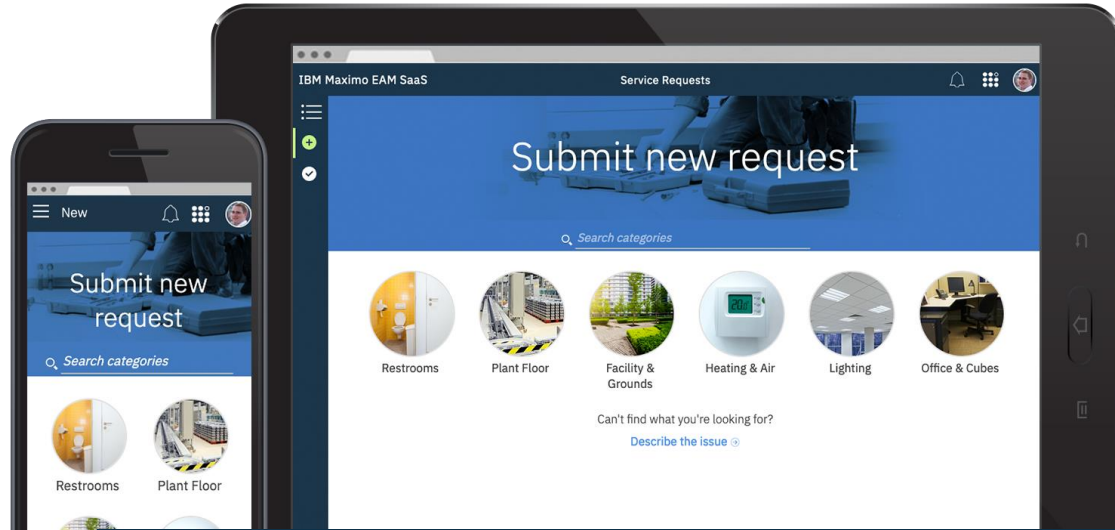 New
Submit new
request
Search categories
Restrooms
Plant Floor
IBM Maximo EAM SaaS
Service Requests
Submit new request
Search categories
Restrooms
Plant Floor
Facility &
Grounds
Heating & Air
Lighting
Office & Cubes
Can't find what you're looking for?
Describe the issue